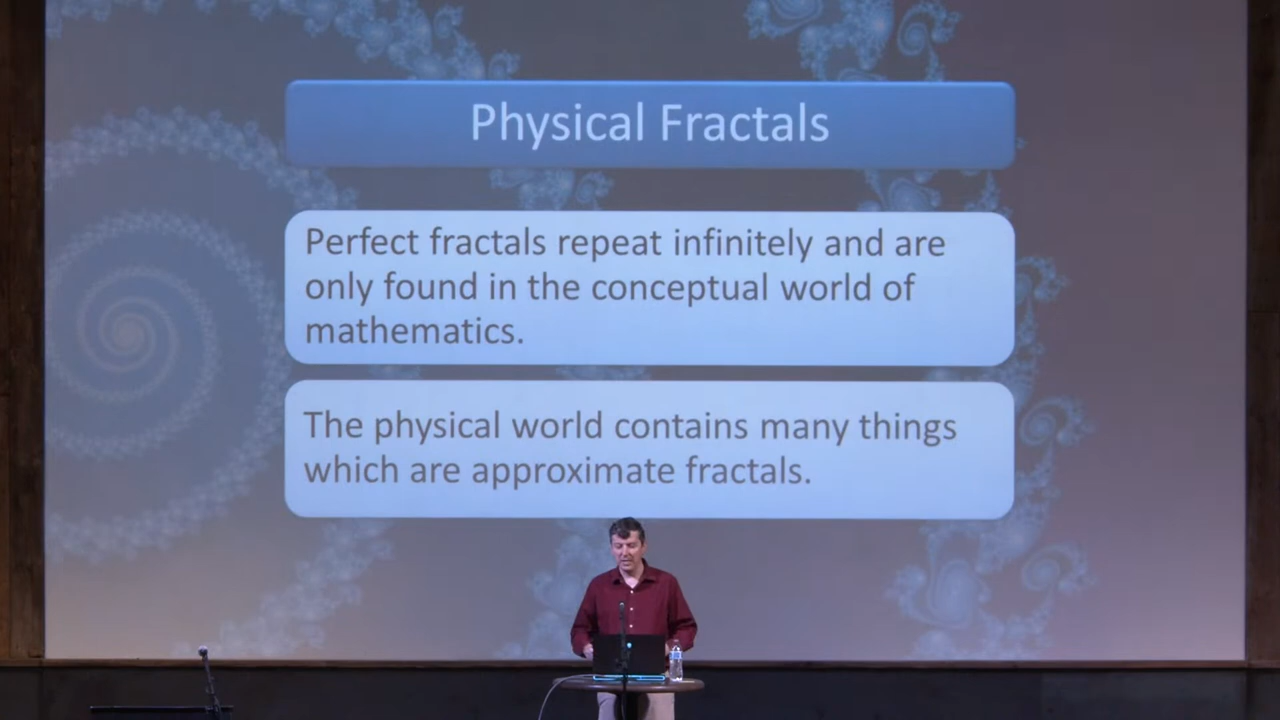 Physical Fractals
Perfect fractals repeat infinitely and are
only found in the conceptual world of
mathematics.
The physical world contains many things
which are approximate fractals.